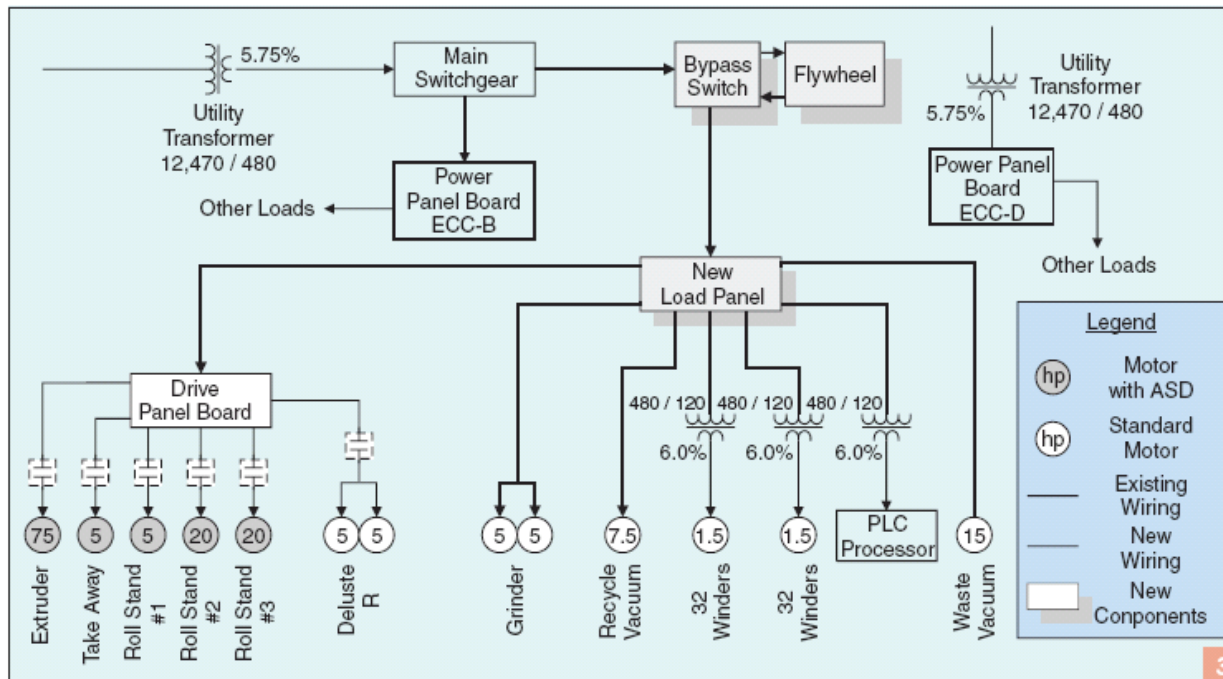 5.75%
Utility
Transformer
12,470 / 480
Main
Switchgear
Bypass
Switch
Flywheel
5.75%
Utility
Transformer
12,470 / 480
Power
Panel Board
ECC-B
Other Loads
Power Panel
Board
ECC-D
Other Loads
New
Load Panel
Drive
Panel Board
480 / 120
480 / 120
480 / 120
6.0%
6.0%
6.0%
75
5
5
20
20
5
5
5
5
7.5
1.5
1.5
PLC
Processor
15
Extruder
Take Away
Roll Stand
#1
Roll Stand
#2
Roll Stand
#3
Deluste
R
Grinder
Recycle
Vacuum
32
Winders
32
Winders
Waste
Vacuum
Legend
hp
Motor
with ASD
hp
Standard
Motor
Existing
Wiring
New
Wiring
New
Conponents
3